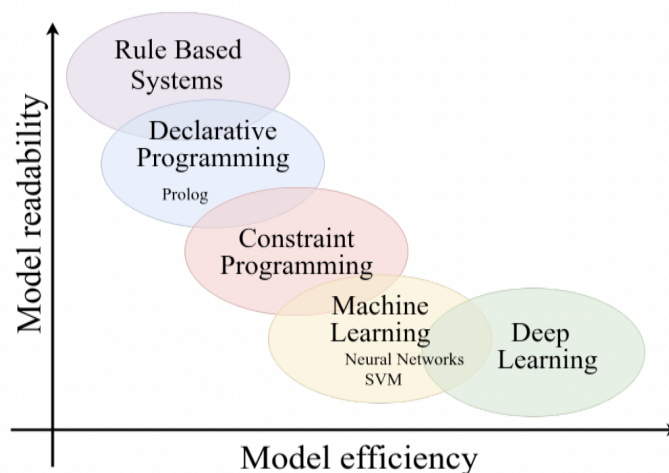 Rule Based
Systems
Declarative
Programming
Prolog
Constraint
Programming
Machine
Learning
Neural Networks
SVM
Deep
Learning
Model readability
Model efficiency